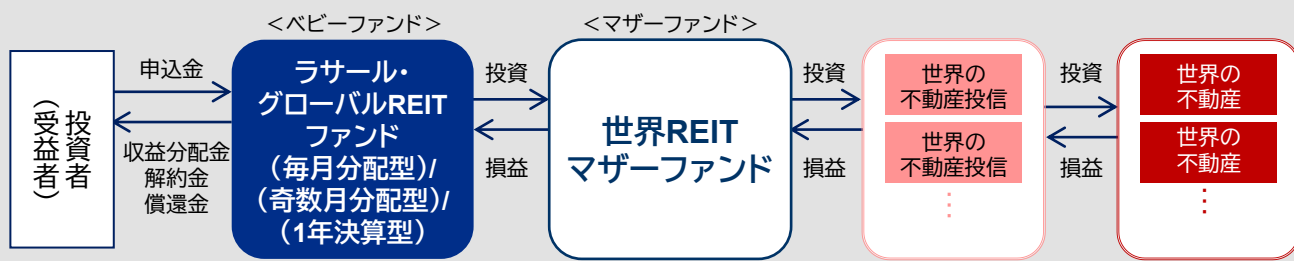 ＜ベビーファンド＞
＜マザーファンド＞
投資者
（受益者）
申込金
収益分配金
解約金
償還金
ラサール・
グローバルREIT
ファンド
（毎月分配型）/
（奇数月分配型）/
（1年決算型）
投資
損益
世界REIT
マザーファンド
投資
損益
世界の
不動産投信
世界の
不動産投信
⋮
投資
損益
世界の
不動産
世界の
不動産
⋮